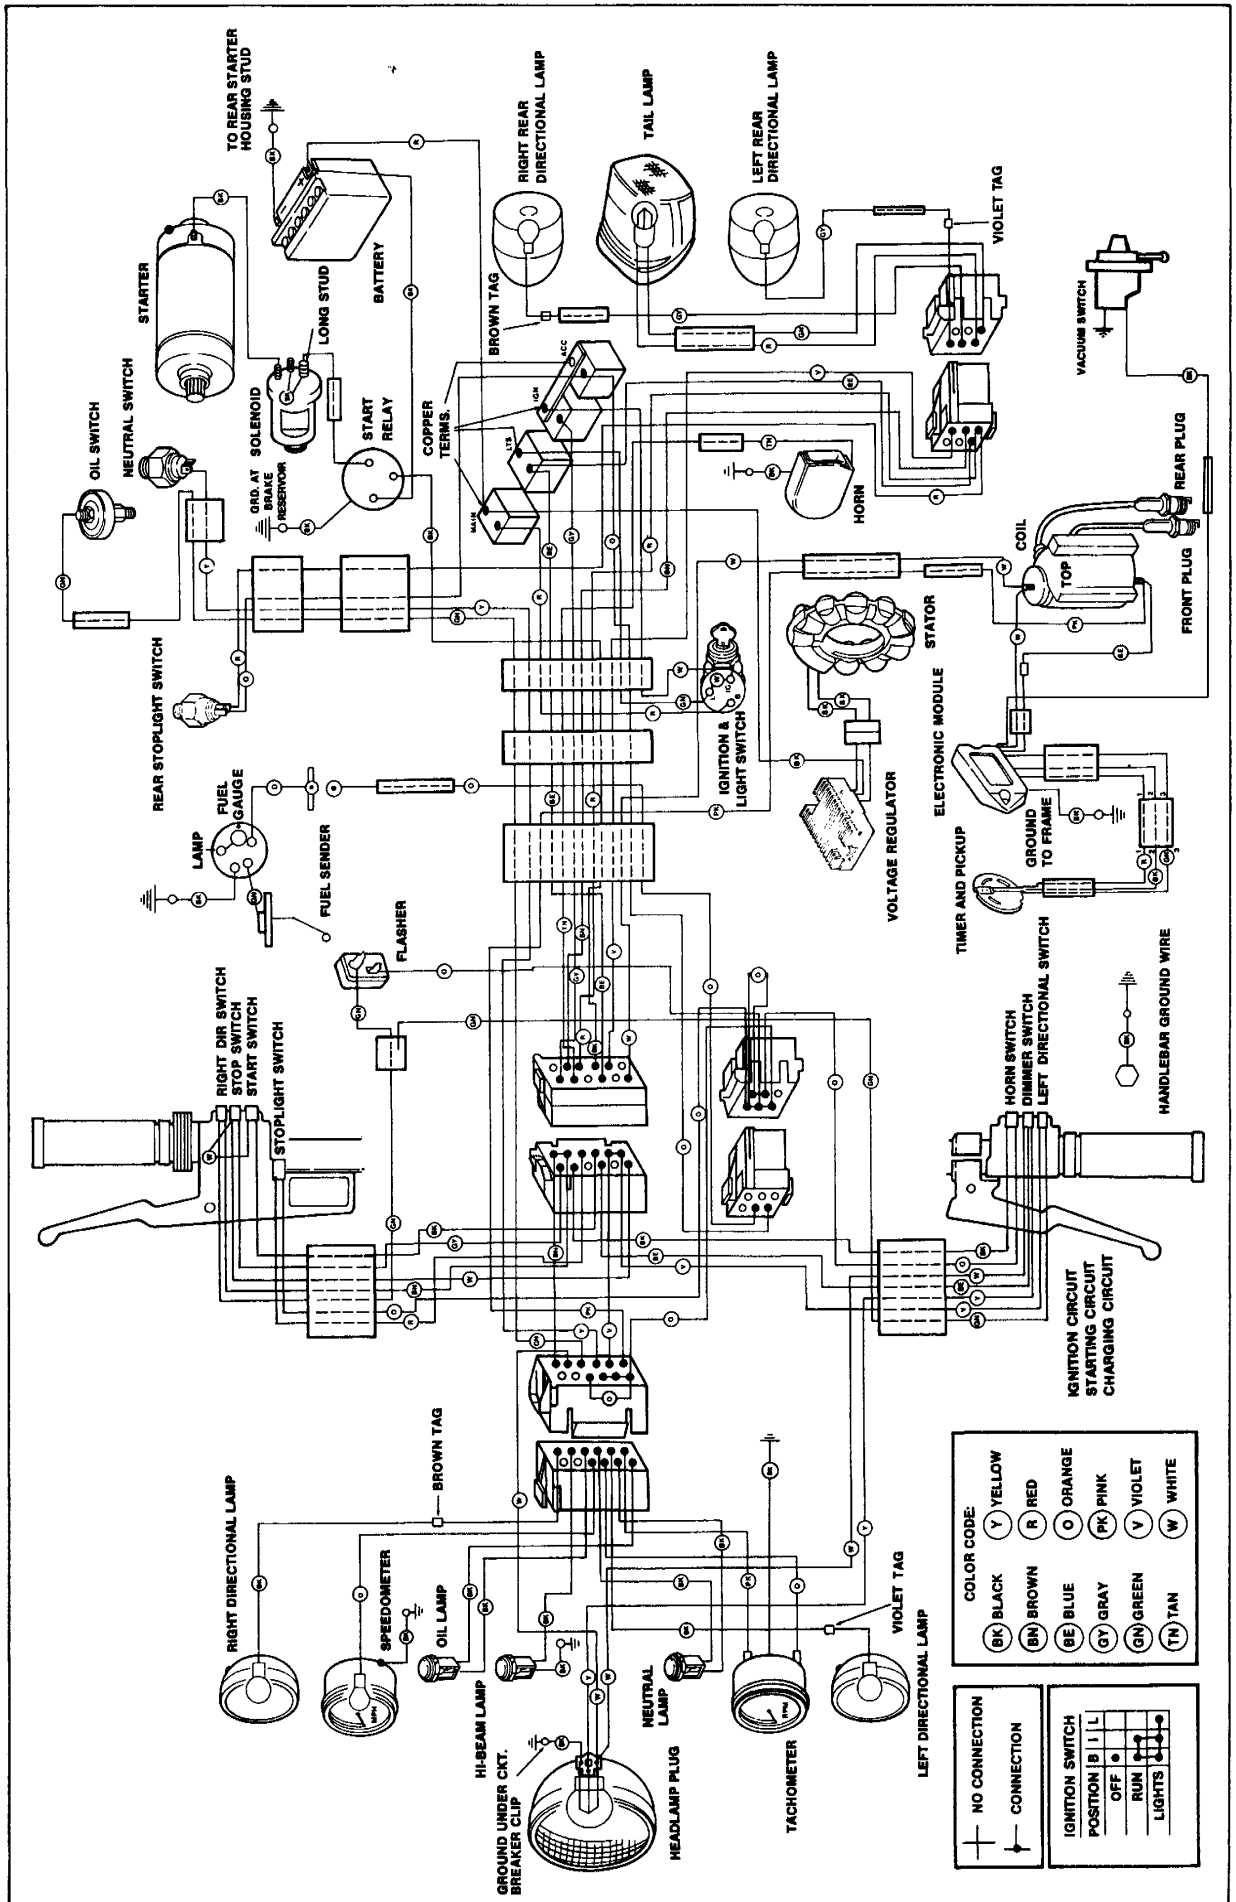 TO REAR STARTER
HOUSING STUD
STARTER
BATTERY
LONG STUD
SOLENOID
NEUTRAL SWITCH
OIL SWITCH
START
RELAY
GRD. AT
BRAKE
RESERVOIR
COPPER
TERMS.
MAIN
LTS
IGN
ACC
BROWN TAG
RIGHT REAR
DIRECTIONAL LAMP
TAIL LAMP
LEFT REAR
DIRECTIONAL LAMP
VIOLET TAG
VACUUM SWITCH
HORN
REAR STOPLIGHT SWITCH
FUEL
GAUGE
LAMP
FUEL SENDER
FLASHER
IGNITION &
LIGHT SWITCH
STATOR
VOLTAGE REGULATOR
COIL
TOP
REAR PLUG
FRONT PLUG
ELECTRONIC MODULE
GROUND
TO FRAME
TIMER AND PICKUP
RIGHT DIR SWITCH
STOP SWITCH
START SWITCH
STOPLIGHT SWITCH
HORN SWITCH
DIMMER SWITCH
LEFT DIRECTIONAL SWITCH
HANDLEBAR GROUND WIRE
IGNITION CIRCUIT
STARTING CIRCUIT
CHARGING CIRCUIT
RIGHT DIRECTIONAL LAMP
BROWN TAG
SPEEDOMETER
MPH
OIL LAMP
HI-BEAM LAMP
GROUND UNDER CKT.
BREAKER CLIP
HEADLAMP PLUG
NEUTRAL
LAMP
TACHOMETER
RPM
VIOLET TAG
LEFT DIRECTIONAL LAMP
COLOR CODE:
BK BLACK Y YELLOW
BN BROWN R RED
BE BLUE O ORANGE
GY GRAY PK PINK
GN GREEN V VIOLET
TN TAN W WHITE
NO CONNECTION
CONNECTION
IGNITION SWITCH
POSITION B I L
OFF
RUN
LIGHTS